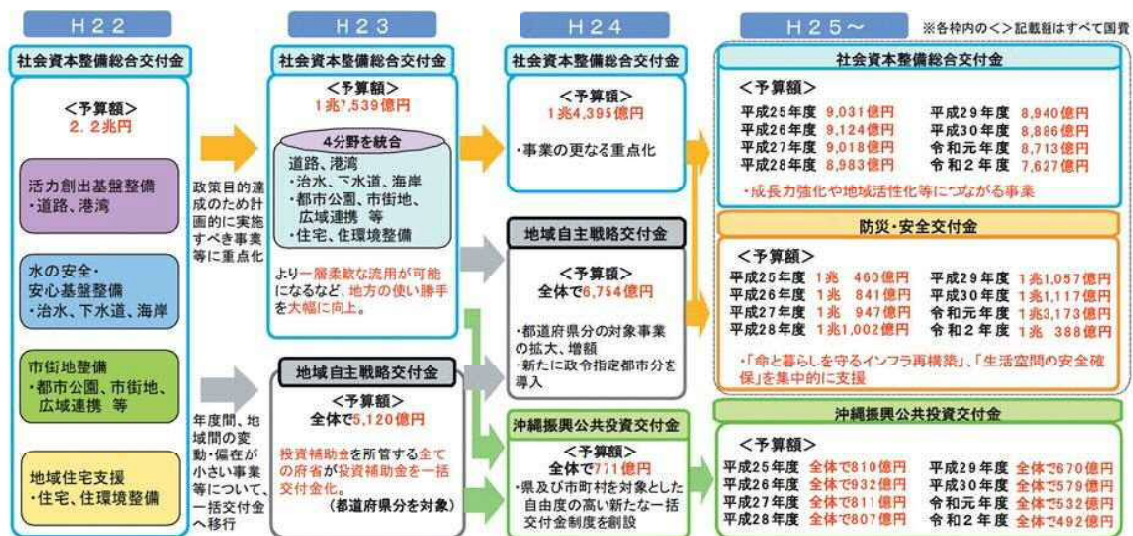 H22
社会資本整備総合交付金
<予算額>
2.2兆円
活力創出基盤整備
・道路、港湾
水の安全・
安心基盤整備
・治水、下水道、海岸
市街地整備
・都市公園、市街地、
広域連携 等
地域住宅支援
・住宅、住環境整備
政策目的達
成のため計
画的に実施
すべき事業
等に重点化
年度間、地
域間の変
動・偏在が
小さい事業
等について、
一括交付金
へ移行
H23
社会資本整備総合交付金
<予算額>
1兆7,539億円
4分野を統合
道路、港湾
・治水、下水道、海岸
・都市公園、市街地、
広域連携 等
・住宅、住環境整備
より一層柔軟な流用が可能
になるなど、地方の使い勝手
を大幅に向上。
地域自主戦略交付金
<予算額>
全体で5,120億円
投資補助金を所管する全て
の府省が投資補助金を一括
交付金化。
(都道府県分を対象)
H24
社会資本整備総合交付金
<予算額>
1兆4,395億円
・事業の更なる重点化
地域自主戦略交付金
<予算額>
全体で6,754億円
・都道府県分の対象事業
の拡大、増額
・新たに政令指定都市分を
導入
沖縄振興公共投資交付金
<予算額>
全体で771億円
・県及び市町村を対象とした
自由度の高い新たな一括
交付金制度を創設
H25～
※各枠内の<>記載額はすべて国費
社会資本整備総合交付金
<予算額>
平成25年度 9,031億円 平成29年度 8,940億円
平成26年度 9,124億円 平成30年度 8,886億円
平成27年度 9,018億円 令和元年度 8,713億円
平成28年度 8,983億円 令和2年度 7,627億円
・成長力強化や地域活性化等につながる事業
防災・安全交付金
<予算額>
平成25年度 1兆 460億円 平成29年度 1兆1,057億円
平成26年度 1兆 841億円 平成30年度 1兆1,117億円
平成27年度 1兆 947億円 令和元年度 1兆3,173億円
平成28年度 1兆1,002億円 令和2年度 1兆 388億円
・「命と暮らしを守るインフラ再構築」、「生活空間の安全確
保」を集中的に支援
沖縄振興公共投資交付金
<予算額>
平成25年度 全体で819億円 平成29年度 全体で670億円
平成26年度 全体で932億円 平成30年度 全体で579億円
平成27年度 全体で811億円 令和元年度 全体で532億円
平成28年度 全体で807億円 令和2年度 全体で492億円